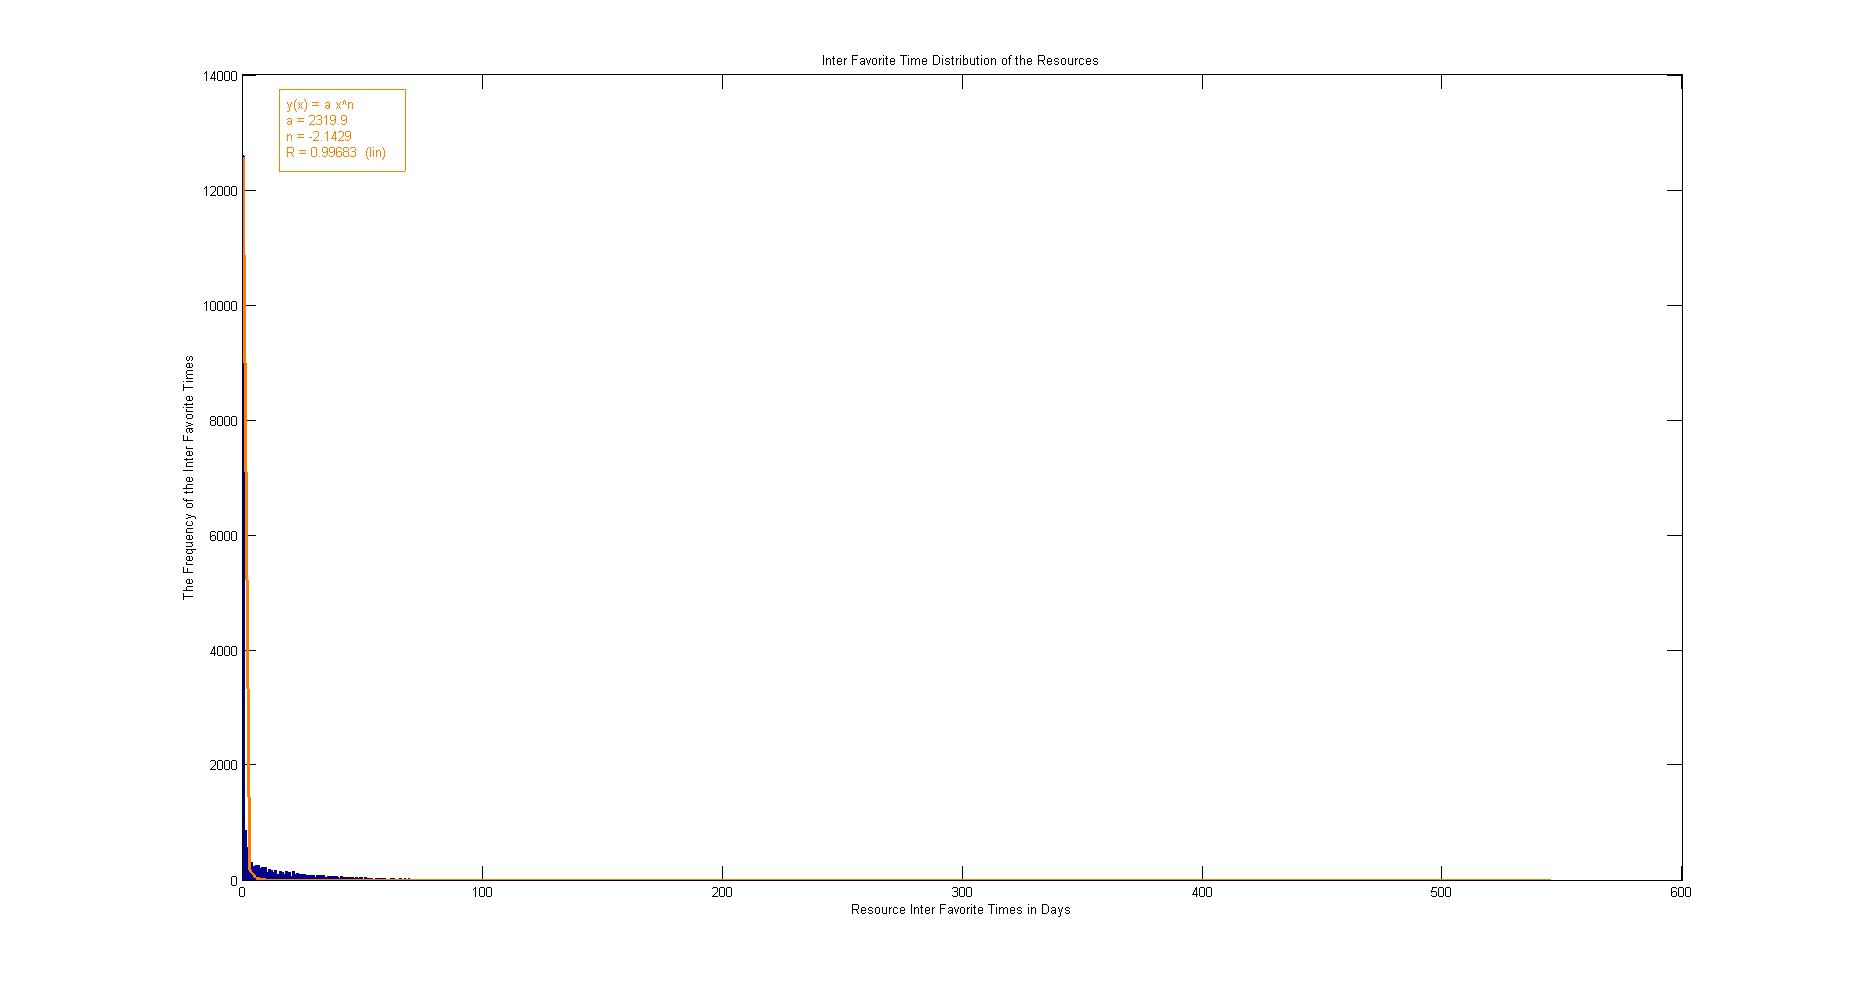 Inter Favorite Time Distribution of the Resources
14000
12000
10000
8000
6000
4000
2000
0
y(x) = a x^n
a = 2319.9
n = -2.1429
R = 0.99683 (lin)
The Frequency of the Inter Favorite Times
0 100 200 300 400 500 600
Resource Inter Favorite Times in Days